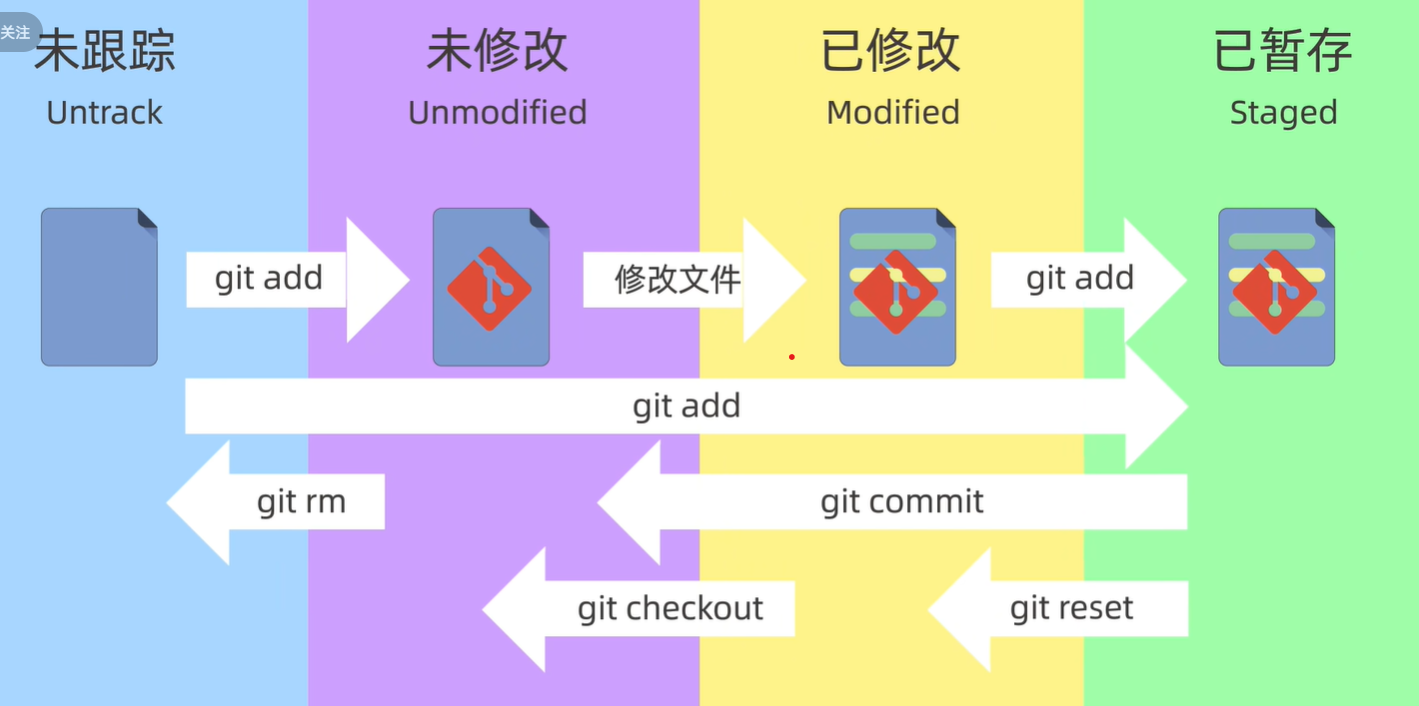 关注
未跟踪
Untrack
未修改
Unmodified
已修改
Modified
已暂存
Staged
git add
修改文件
git add
git add
git rm
git commit
git checkout
git reset